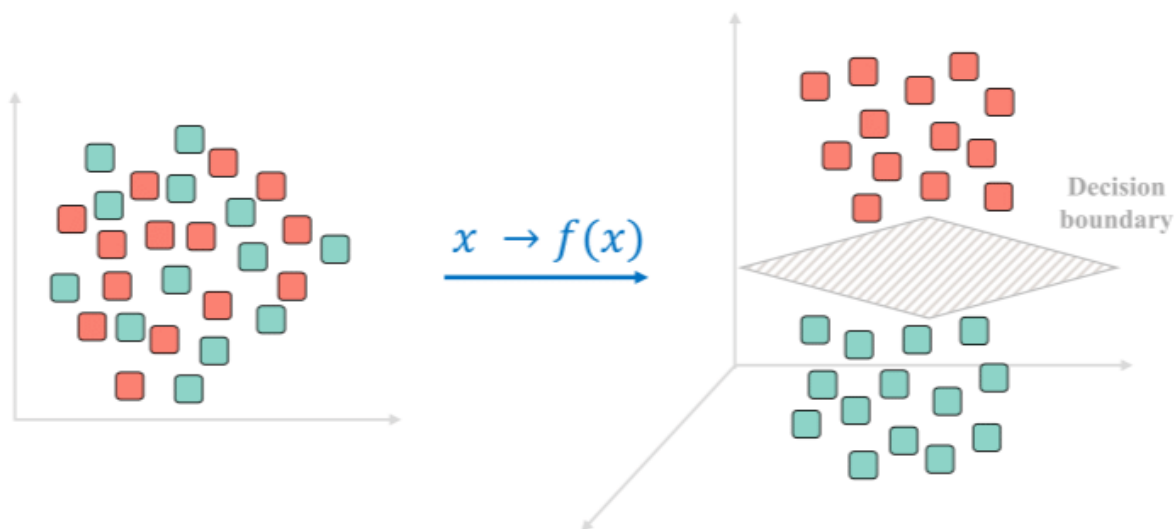 x → f(x)
Decision
boundary